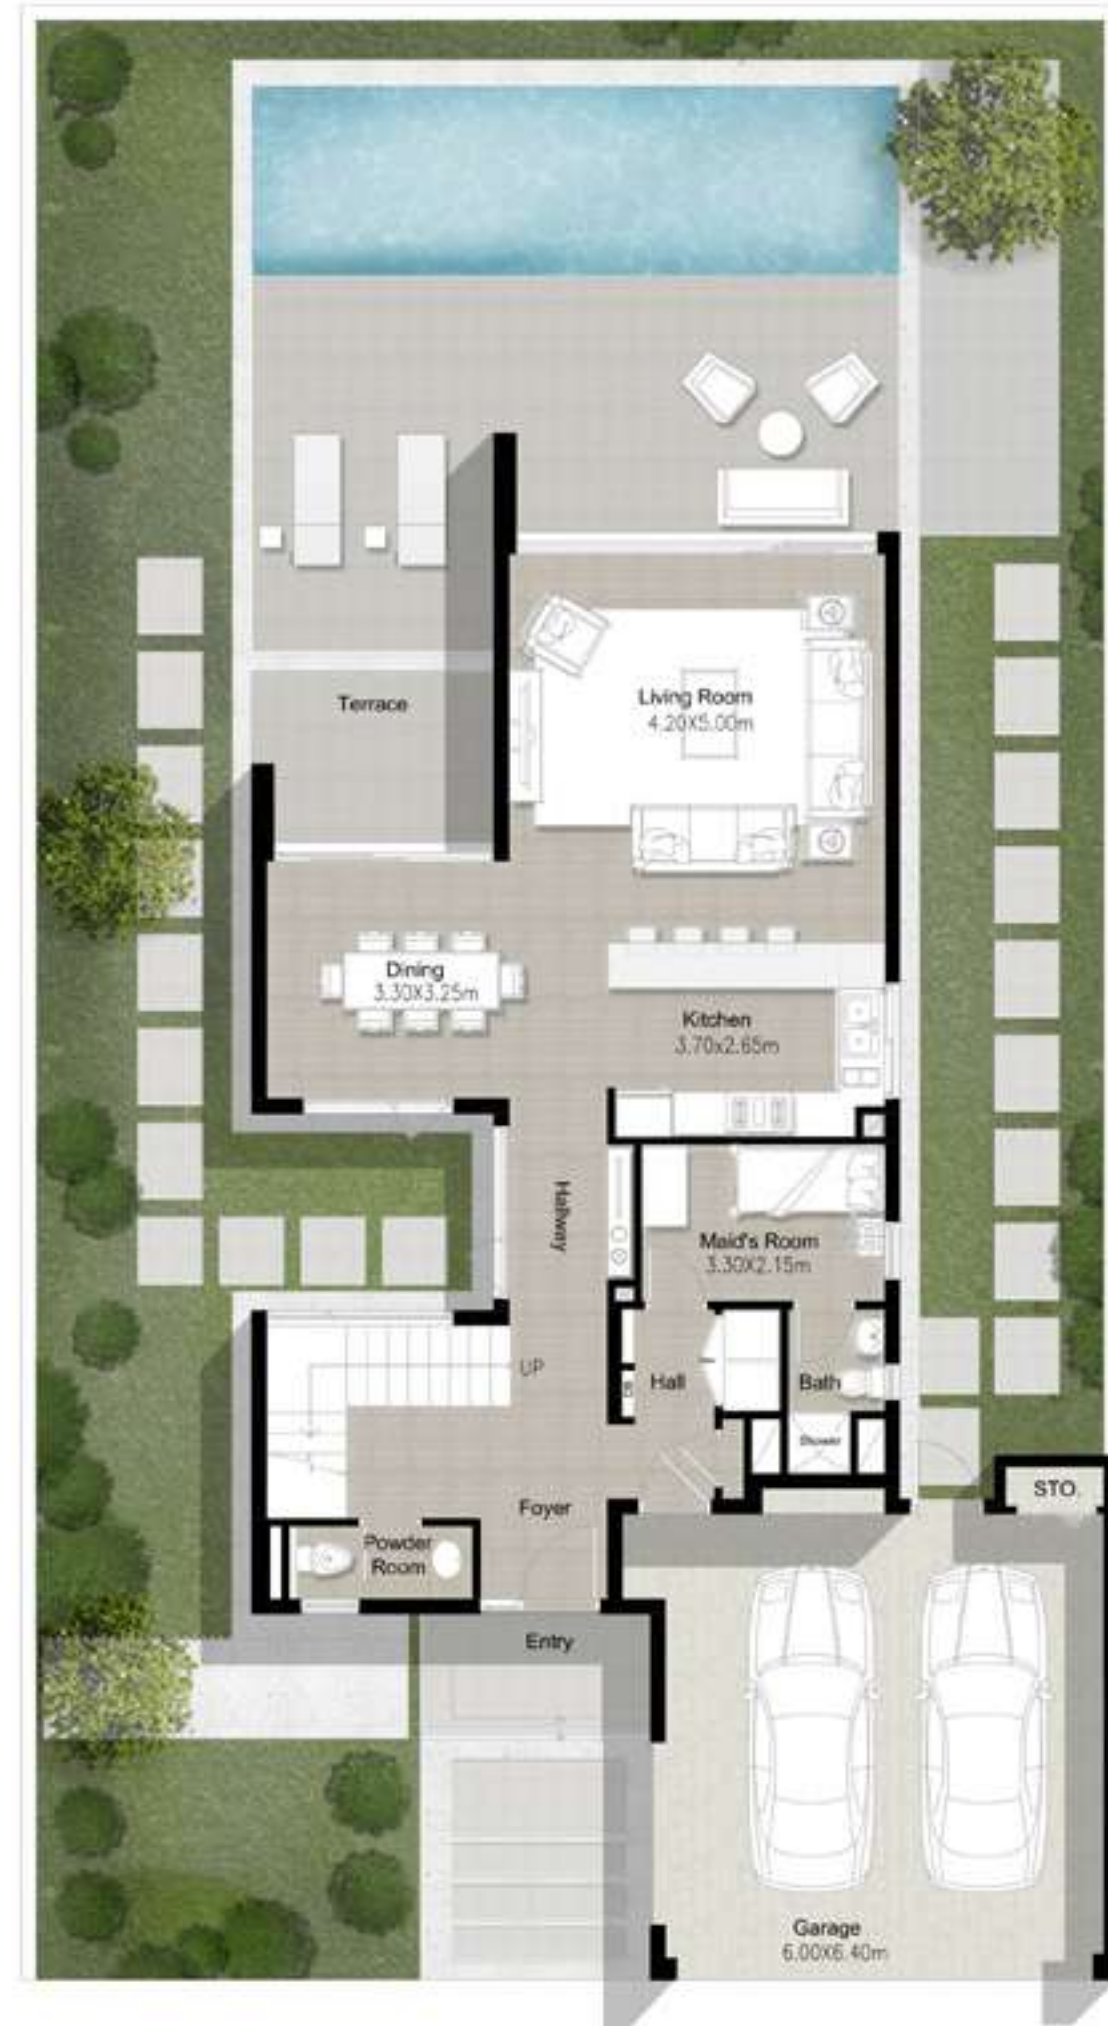 Terrace
Living Room
4.20X5.00m
Dining
3.30X3.25m
Kitchen
3.70x2.65m
Hallway
Maid's Room
3.30X2.15m
UP
Hall
Bath
Shower
STO.
Foyer
Powder
Room
Entry
Garage
6.00X6.40m